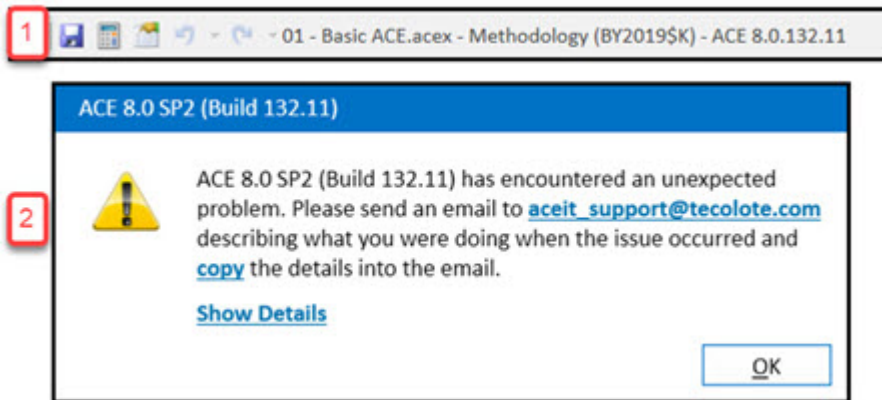 1
01 - Basic ACE.acex - Methodology (BY2019$K) - ACE 8.0.132.11
ACE 8.0 SP2 (Build 132.11)
2
ACE 8.0 SP2 (Build 132.11) has encountered an unexpected
problem. Please send an email to aceit_support@tecolote.com
describing what you were doing when the issue occurred and
copy the details into the email.
Show Details
OK